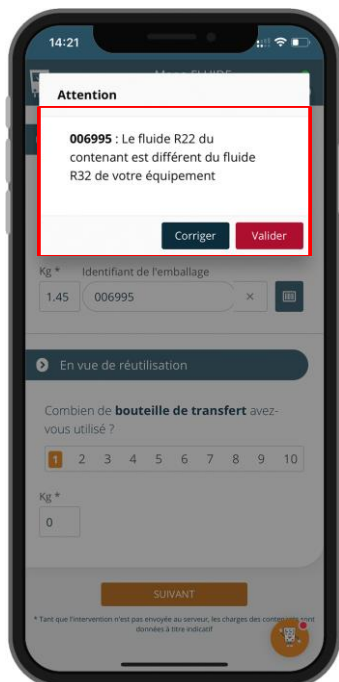 14:21
Attention
006995 : Le fluide R22 du
contenant est différent du fluide
R32 de votre équipement
Corriger Valider
Kg * Identifiant de l'emballage
1.45 006995 ×
En vue de réutilisation
Combien de bouteille de transfert avez-
vous utilisé ?
1 2 3 4 5 6 7 8 9 10
Kg *
0
SUIVANT
* Tant que l'intervention n'est pas envoyée au serveur, les charges des contenants sont
données à titre indicatif